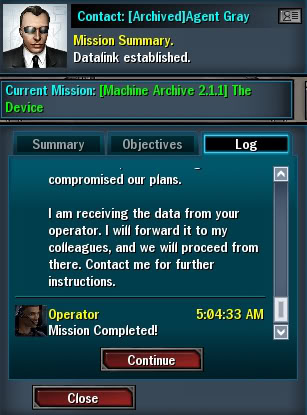 Contact: [Archived]Agent Gray
Mission Summary.
Datalink established.
Current Mission: [Machine Archive 2.1.1] The
Device
Summary
Objectives
Log
compromised our plans.
I am receiving the data from your
operator. I will forward it to my
colleagues, and we will proceed from
there. Contact me for further
instructions.
Operator 5:04:33 AM
Mission Completed!
Continue
Close